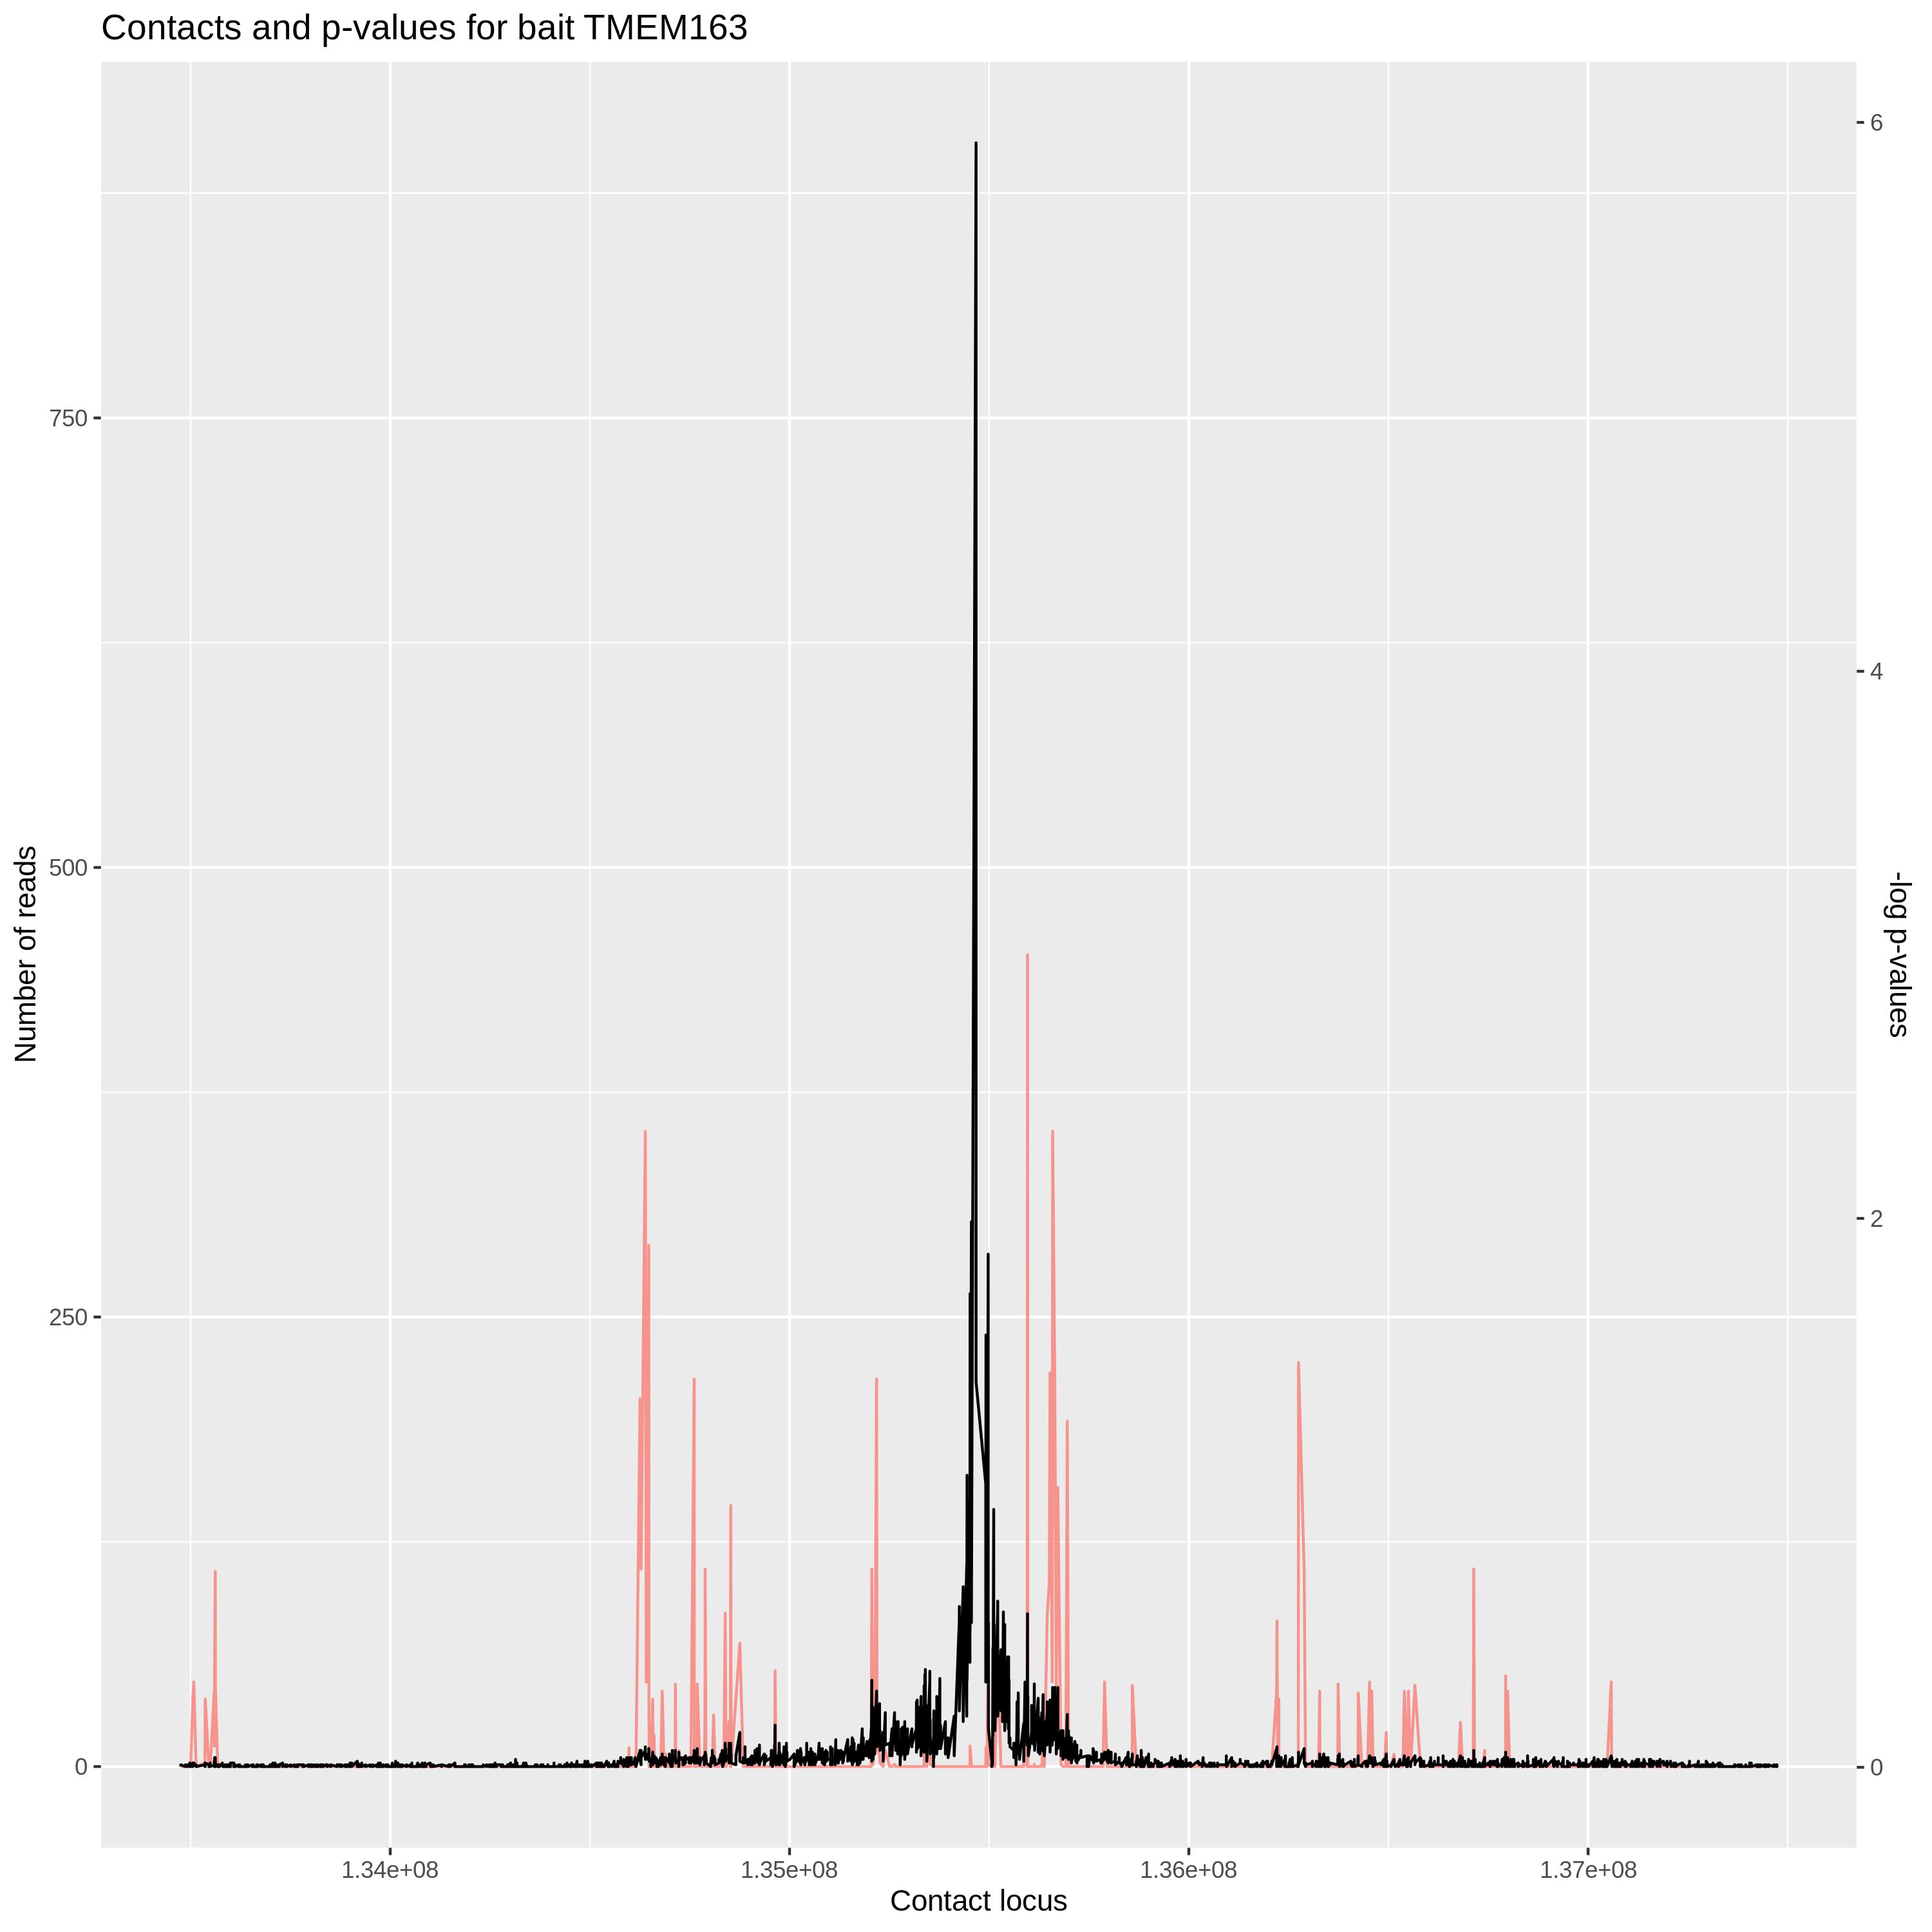 Contacts and p-values for bait TMEM163
Number of reads
750
500
250
0
6
4
2
0
-log p-values
1.34e+08
1.35e+08
1.36e+08
1.37e+08
Contact locus